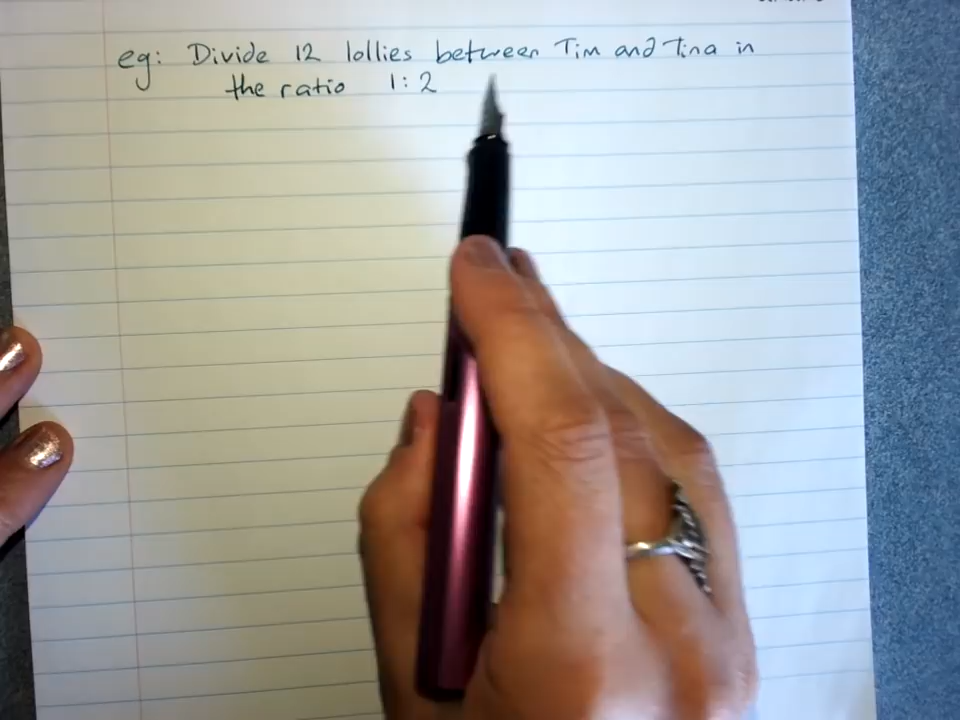 eg: Divide 12 lollies between Tim and Tina in
the ratio 1:2